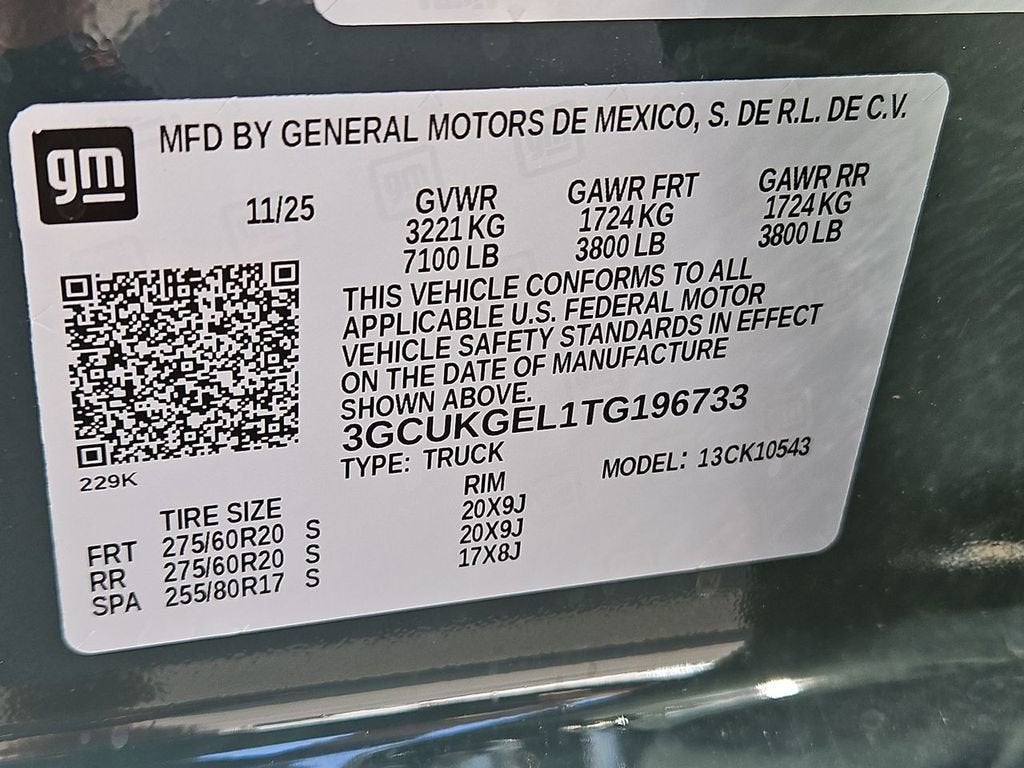 gm
MFD BY GENERAL MOTORS DE MEXICO, S. DE R.L. DE C.V.
11/25
GVWR GAWR FRT GAWR RR
3221 KG 1724 KG 1724 KG
7100 LB 3800 LB 3800 LB
THIS VEHICLE CONFORMS TO ALL
APPLICABLE U.S. FEDERAL MOTOR
VEHICLE SAFETY STANDARDS IN EFFECT
ON THE DATE OF MANUFACTURE
SHOWN ABOVE.
3GCUKGEL1TG196733
TYPE: TRUCK MODEL: 13CK10543
229K
TIRE SIZE RIM
FRT 275/60R20 S 20X9J
RR 275/60R20 S 20X9J
SPA 255/80R17 S 17X8J